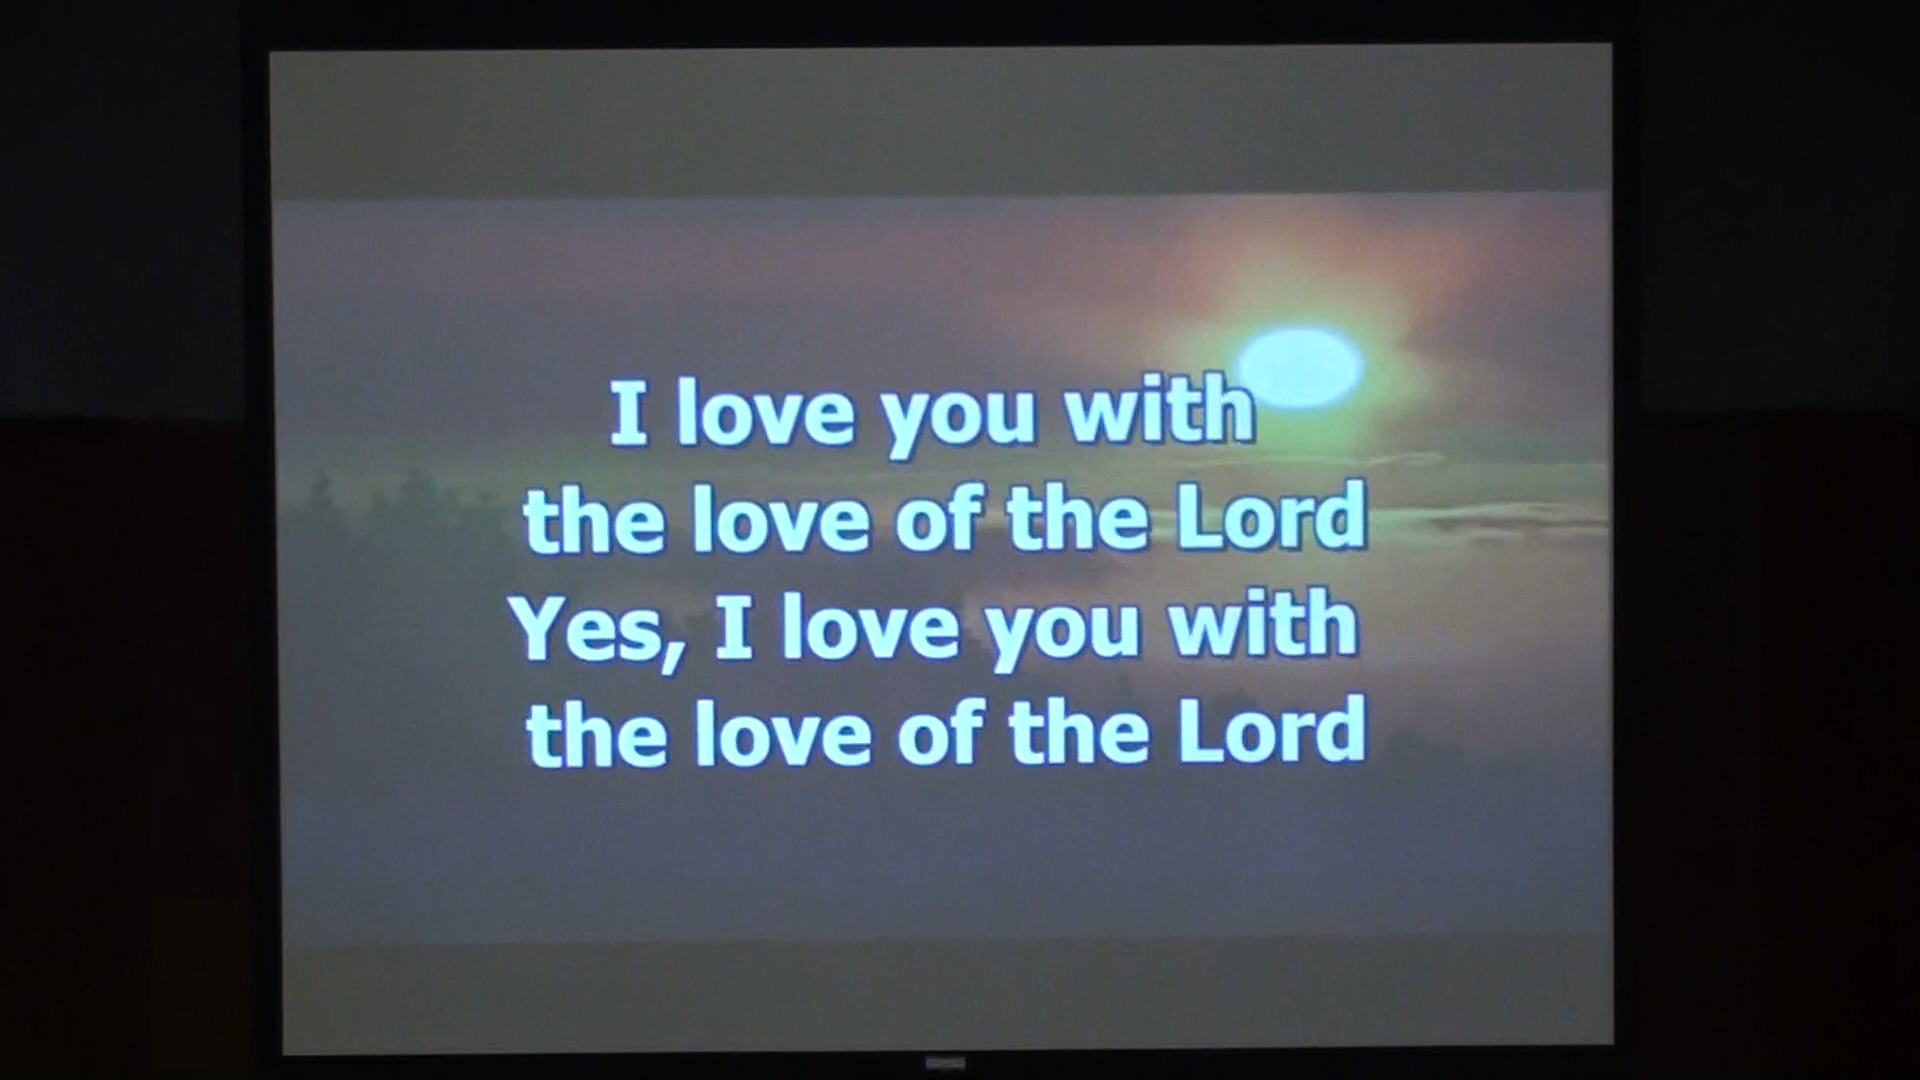 I love you with
the love of the Lord
Yes, I love you with
the love of the Lord